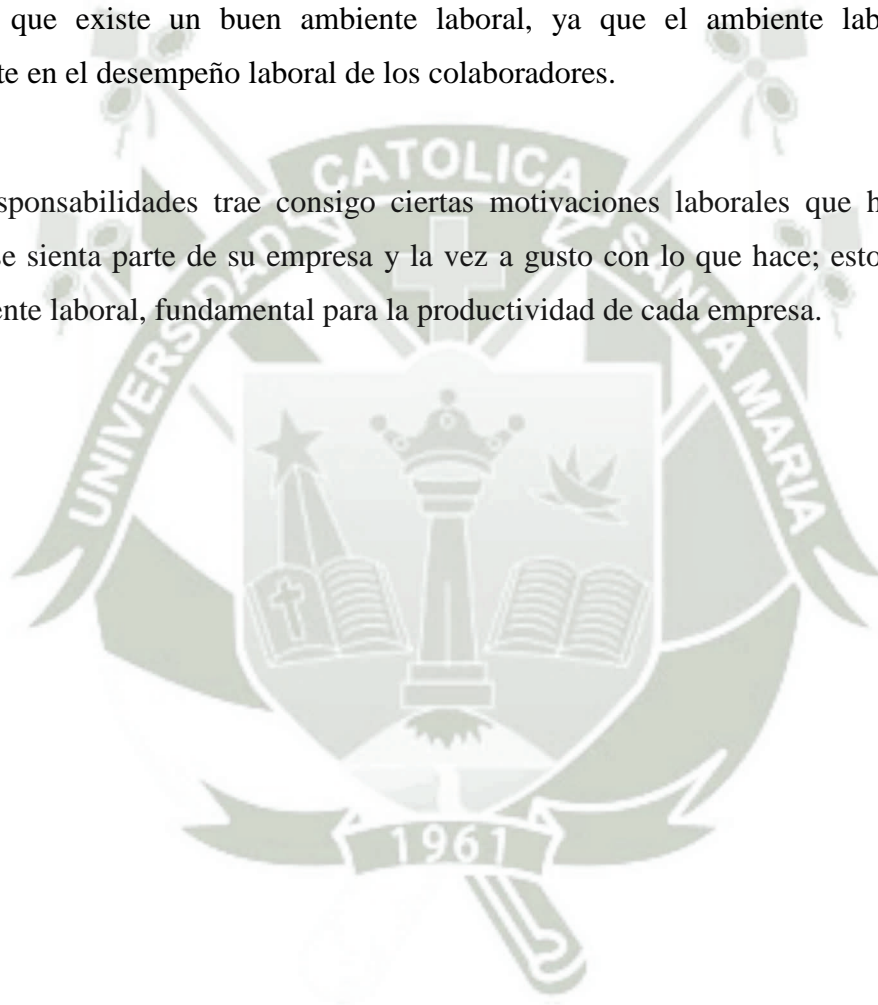 que existe un buen ambiente laboral, ya que el ambiente lab
te en el desempeño laboral de los colaboradores.
sponsabilidades trae consigo ciertas motivaciones laborales que h
se sienta parte de su empresa y la vez a gusto con lo que hace; esto
ente laboral, fundamental para la productividad de cada empresa.
UNIVERSIDAD CATOLICA SANTA MARIA
1961